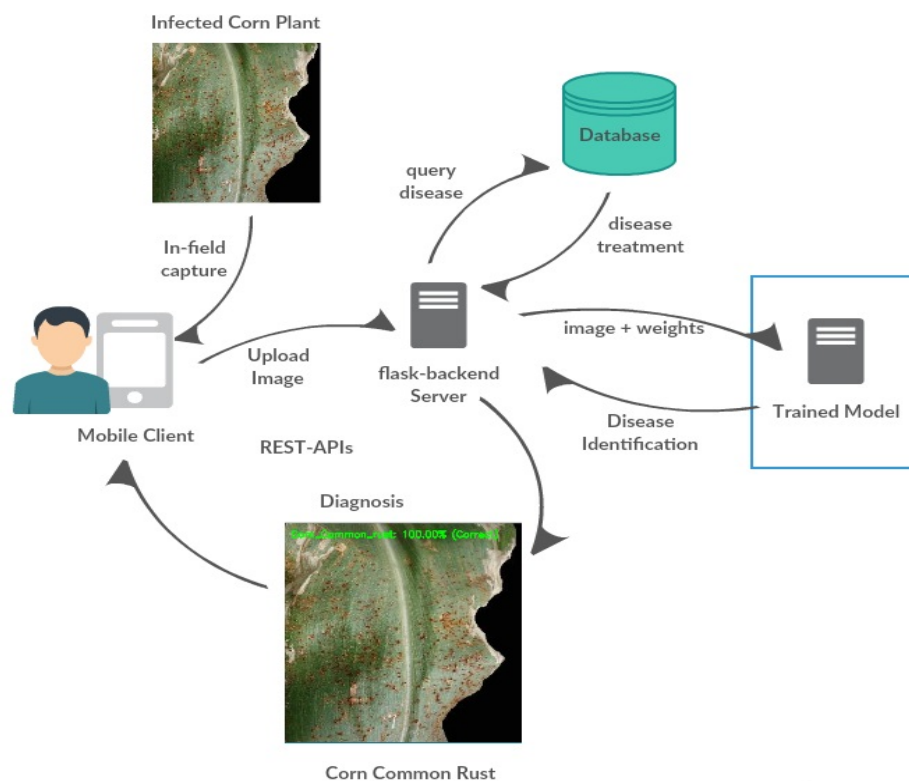 Infected Corn Plant
Database
query
disease
disease
treatment
In-field
capture
image + weights
Upload
Image
flask-backend
Server
Trained Model
Disease
Identification
Mobile Client
REST-APIs
Diagnosis
Corn_Common_rust: 100.00% (Correct)
Corn Common Rust